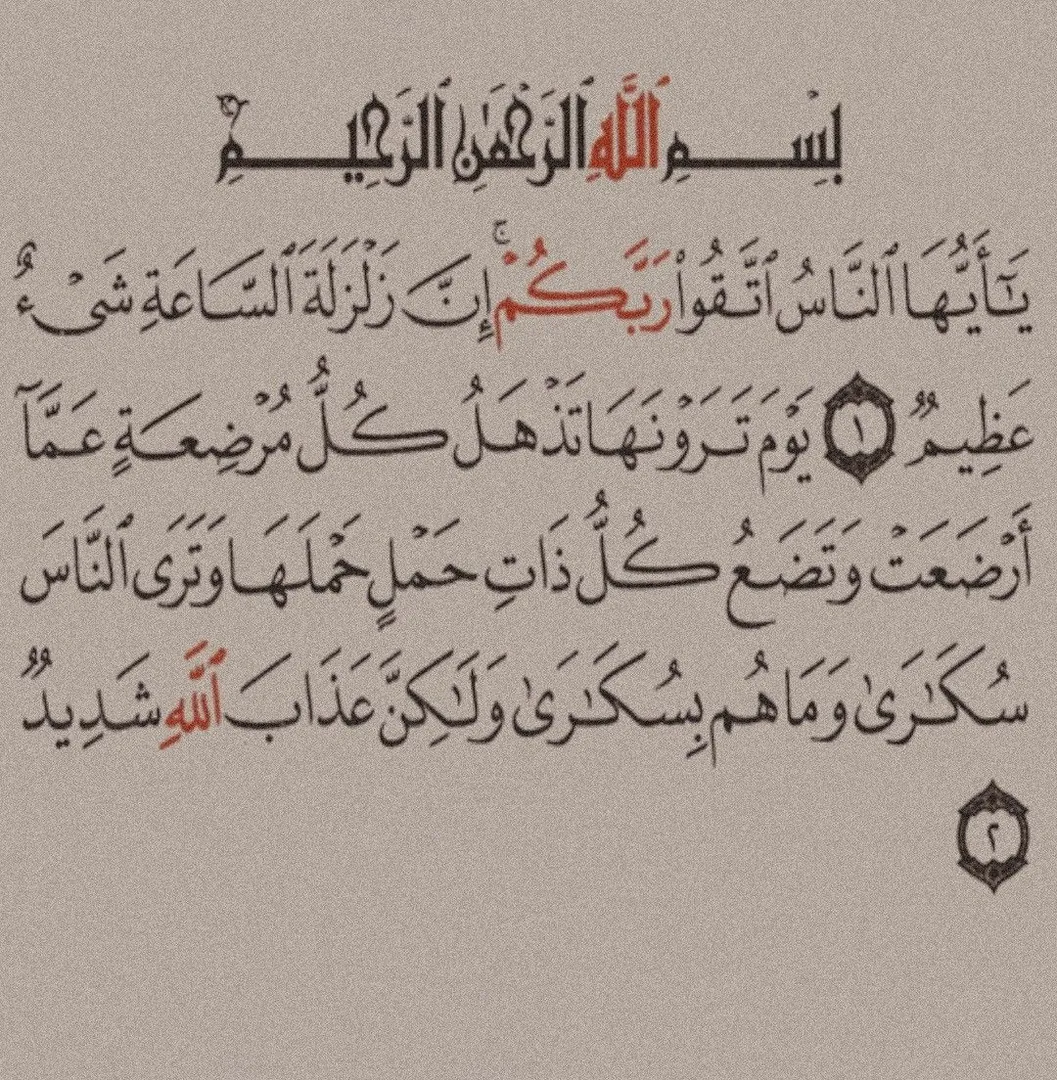 بِسْمِ ٱللَّهِ ٱلرَّحْمَٰنِ ٱلرَّحِيمِ
يَـٰٓأَيُّهَا ٱلنَّاسُ ٱتَّقُوا۟ رَبَّكُمْ ۚ إِنَّ زَلْزَلَةَ ٱلسَّاعَةِ شَىْءٌ
عَظِيمٌ ١ يَوْمَ تَرَوْنَهَا تَذْهَلُ كُلُّ مُرْضِعَةٍ عَمَّآ
أَرْضَعَتْ وَتَضَعُ كُلُّ ذَاتِ حَمْلٍ حَمْلَهَا وَتَرَى ٱلنَّاسَ
سُكَـٰرَىٰ وَمَا هُم بِسُكَـٰرَىٰ وَلَـٰكِنَّ عَذَابَ ٱللَّهِ شَدِيدٌ
٢